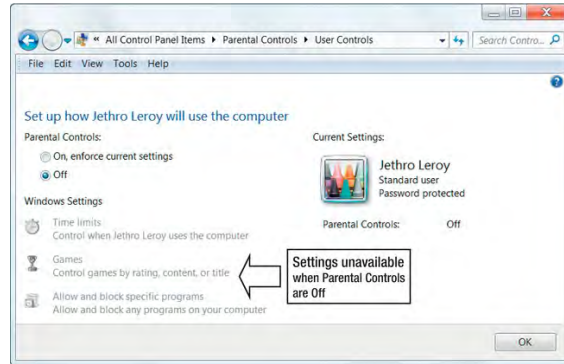 « All Control Panel Items ▸ Parental Controls ▸ User Controls
Search Contro...
File Edit View Tools Help
Set up how Jethro Leroy will use the computer
Parental Controls:
On, enforce current settings
Off
Windows Settings
Time limits
Control when Jethro Leroy uses the computer
Games
Control games by rating, content, or title
Allow and block specific programs
Allow and block any programs on your computer
Current Settings:
Jethro Leroy
Standard user
Password protected
Parental Controls: Off
Settings unavailable
when Parental Controls
are Off
OK